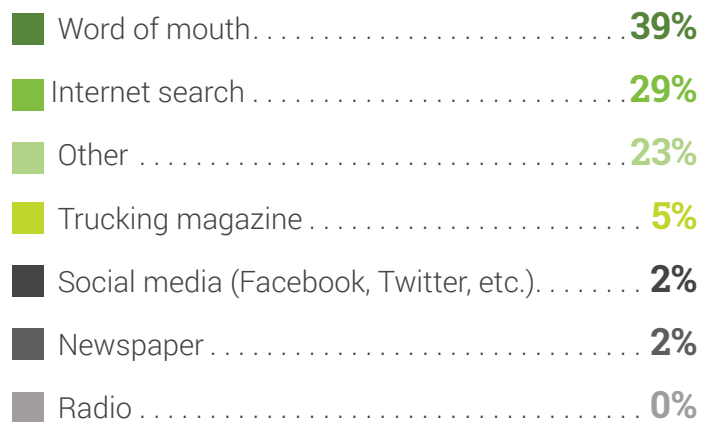 Word of mouth. . . . . . . . . . . . . . . . . . . . . . . . . . . 39%
Internet search . . . . . . . . . . . . . . . . . . . . . . . . . . . 29%
Other . . . . . . . . . . . . . . . . . . . . . . . . . . . . . . . . . . . 23%
Trucking magazine . . . . . . . . . . . . . . . . . . . . . . . . 5%
Social media (Facebook, Twitter, etc.). . . . . . . . 2%
Newspaper . . . . . . . . . . . . . . . . . . . . . . . . . . . . . . . 2%
Radio . . . . . . . . . . . . . . . . . . . . . . . . . . . . . . . . . . . . 0%